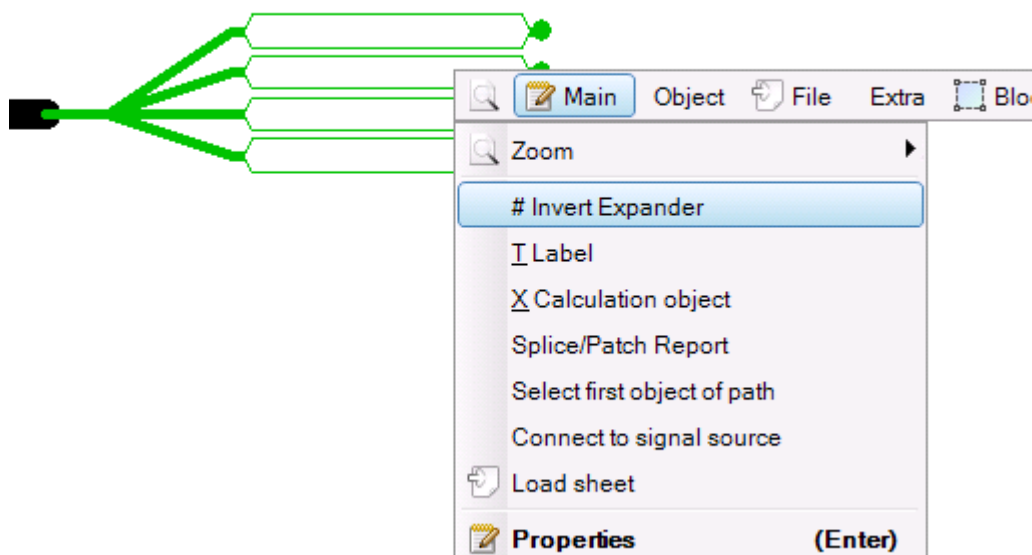 Main Object File Extra Blo
Zoom
# Invert Expander
T Label
X Calculation object
Splice/Patch Report
Select first object of path
Connect to signal source
Load sheet
Properties (Enter)